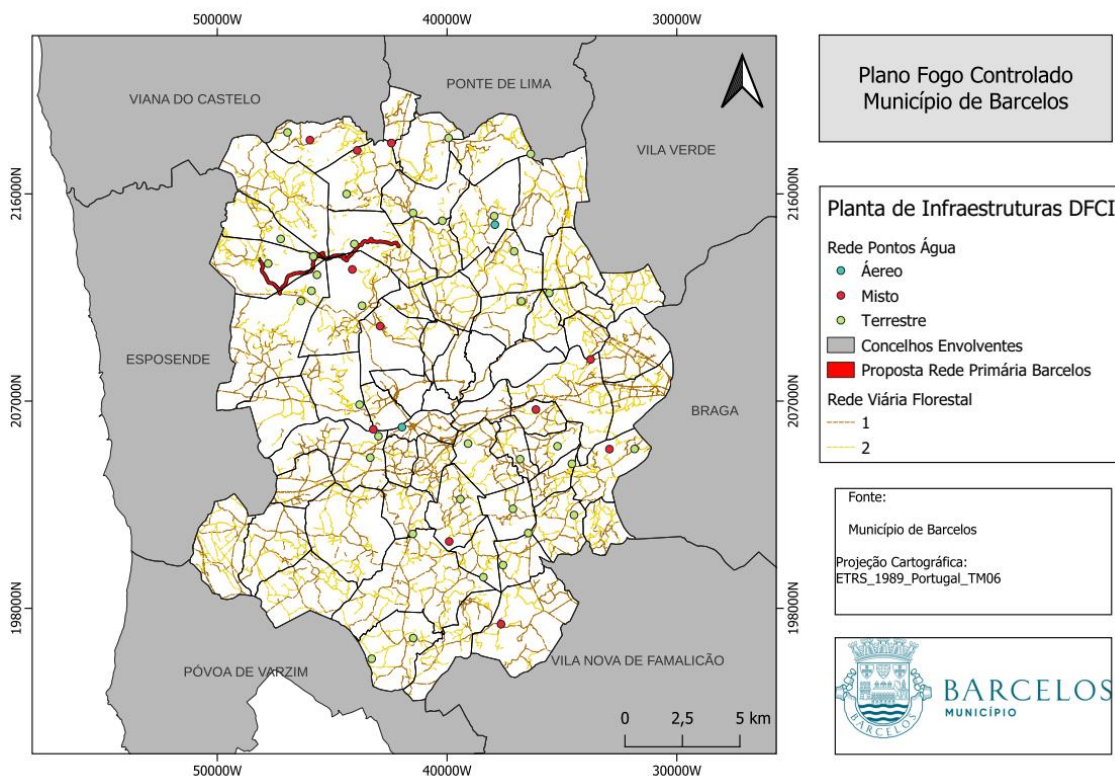 50000W
40000W
30000W
VIANA DO CASTELO
PONTE DE LIMA
VILA VERDE
ESPOSENDE
BRAGA
PÓVOA DE VARZIM
VILA NOVA DE FAMALICÃO
216000N
207000N
198000N
216000N
207000N
198000N
0 2,5 5 km
50000W
40000W
30000W
Plano Fogo Controlado
Município de Barcelos
Planta de Infraestruturas DFCI
Rede Pontos Água
Áereo
Misto
Terrestre
Concelhos Envolventes
Proposta Rede Primária Barcelos
Rede Viária Florestal
1
2
Fonte:
Município de Barcelos
Projeção Cartográfica:
ETRS_1989_Portugal_TM06
BARCELOS
BARCELOS
MUNICÍPIO